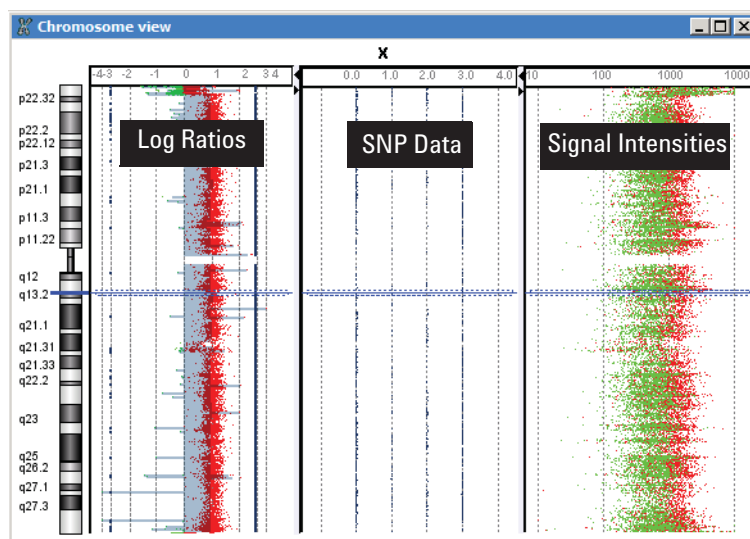 Chromosome view
X
-4 -3 -2 -1 0 1 2 3 4
0.0 1.0 2.0 3.0 4.0
10 100 1000 1000
Log Ratios
SNP Data
Signal Intensities
p22.32
p22.2
p22.12
p21.3
p21.1
p11.3
p11.22
q12
q13.2
q21.1
q21.31
q21.33
q22.2
q23
q25
q26.2
q27.1
q27.3